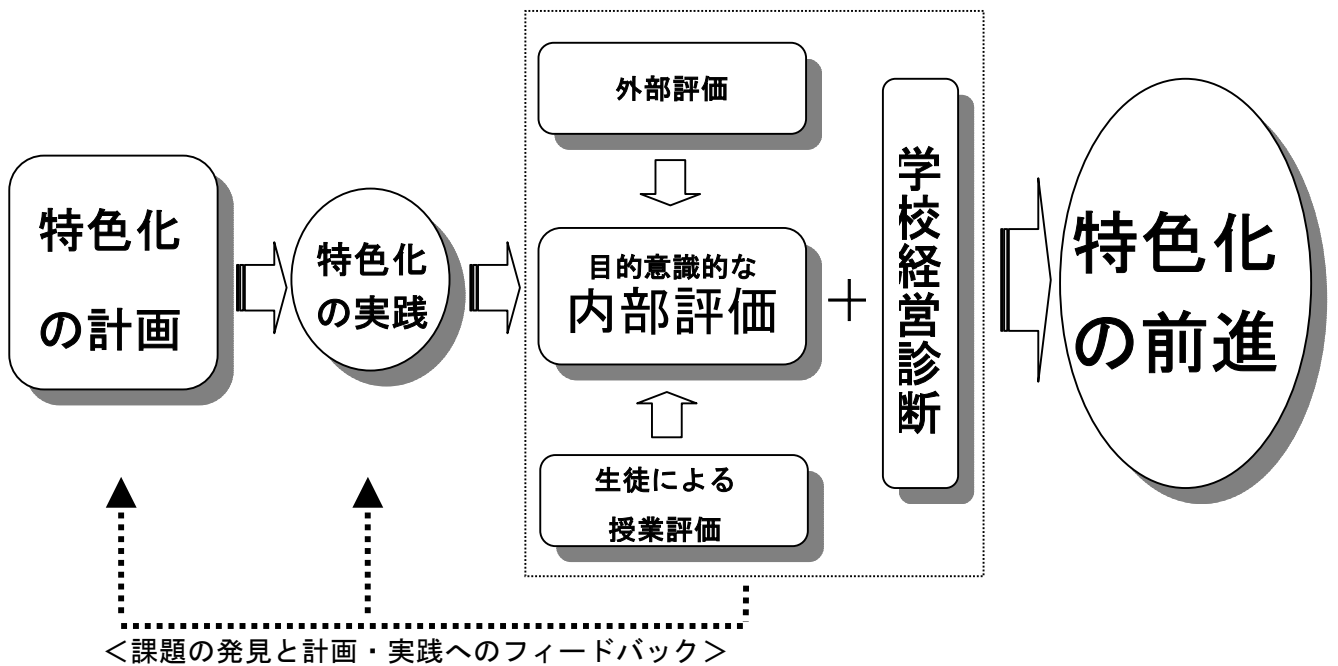 特色化
の計画
特色化
の実践
外部評価
目的意識的な
内部評価
生徒による
授業評価
＋
学校経営診断
特色化
の前進
＜課題の発見と計画・実践へのフィードバック＞